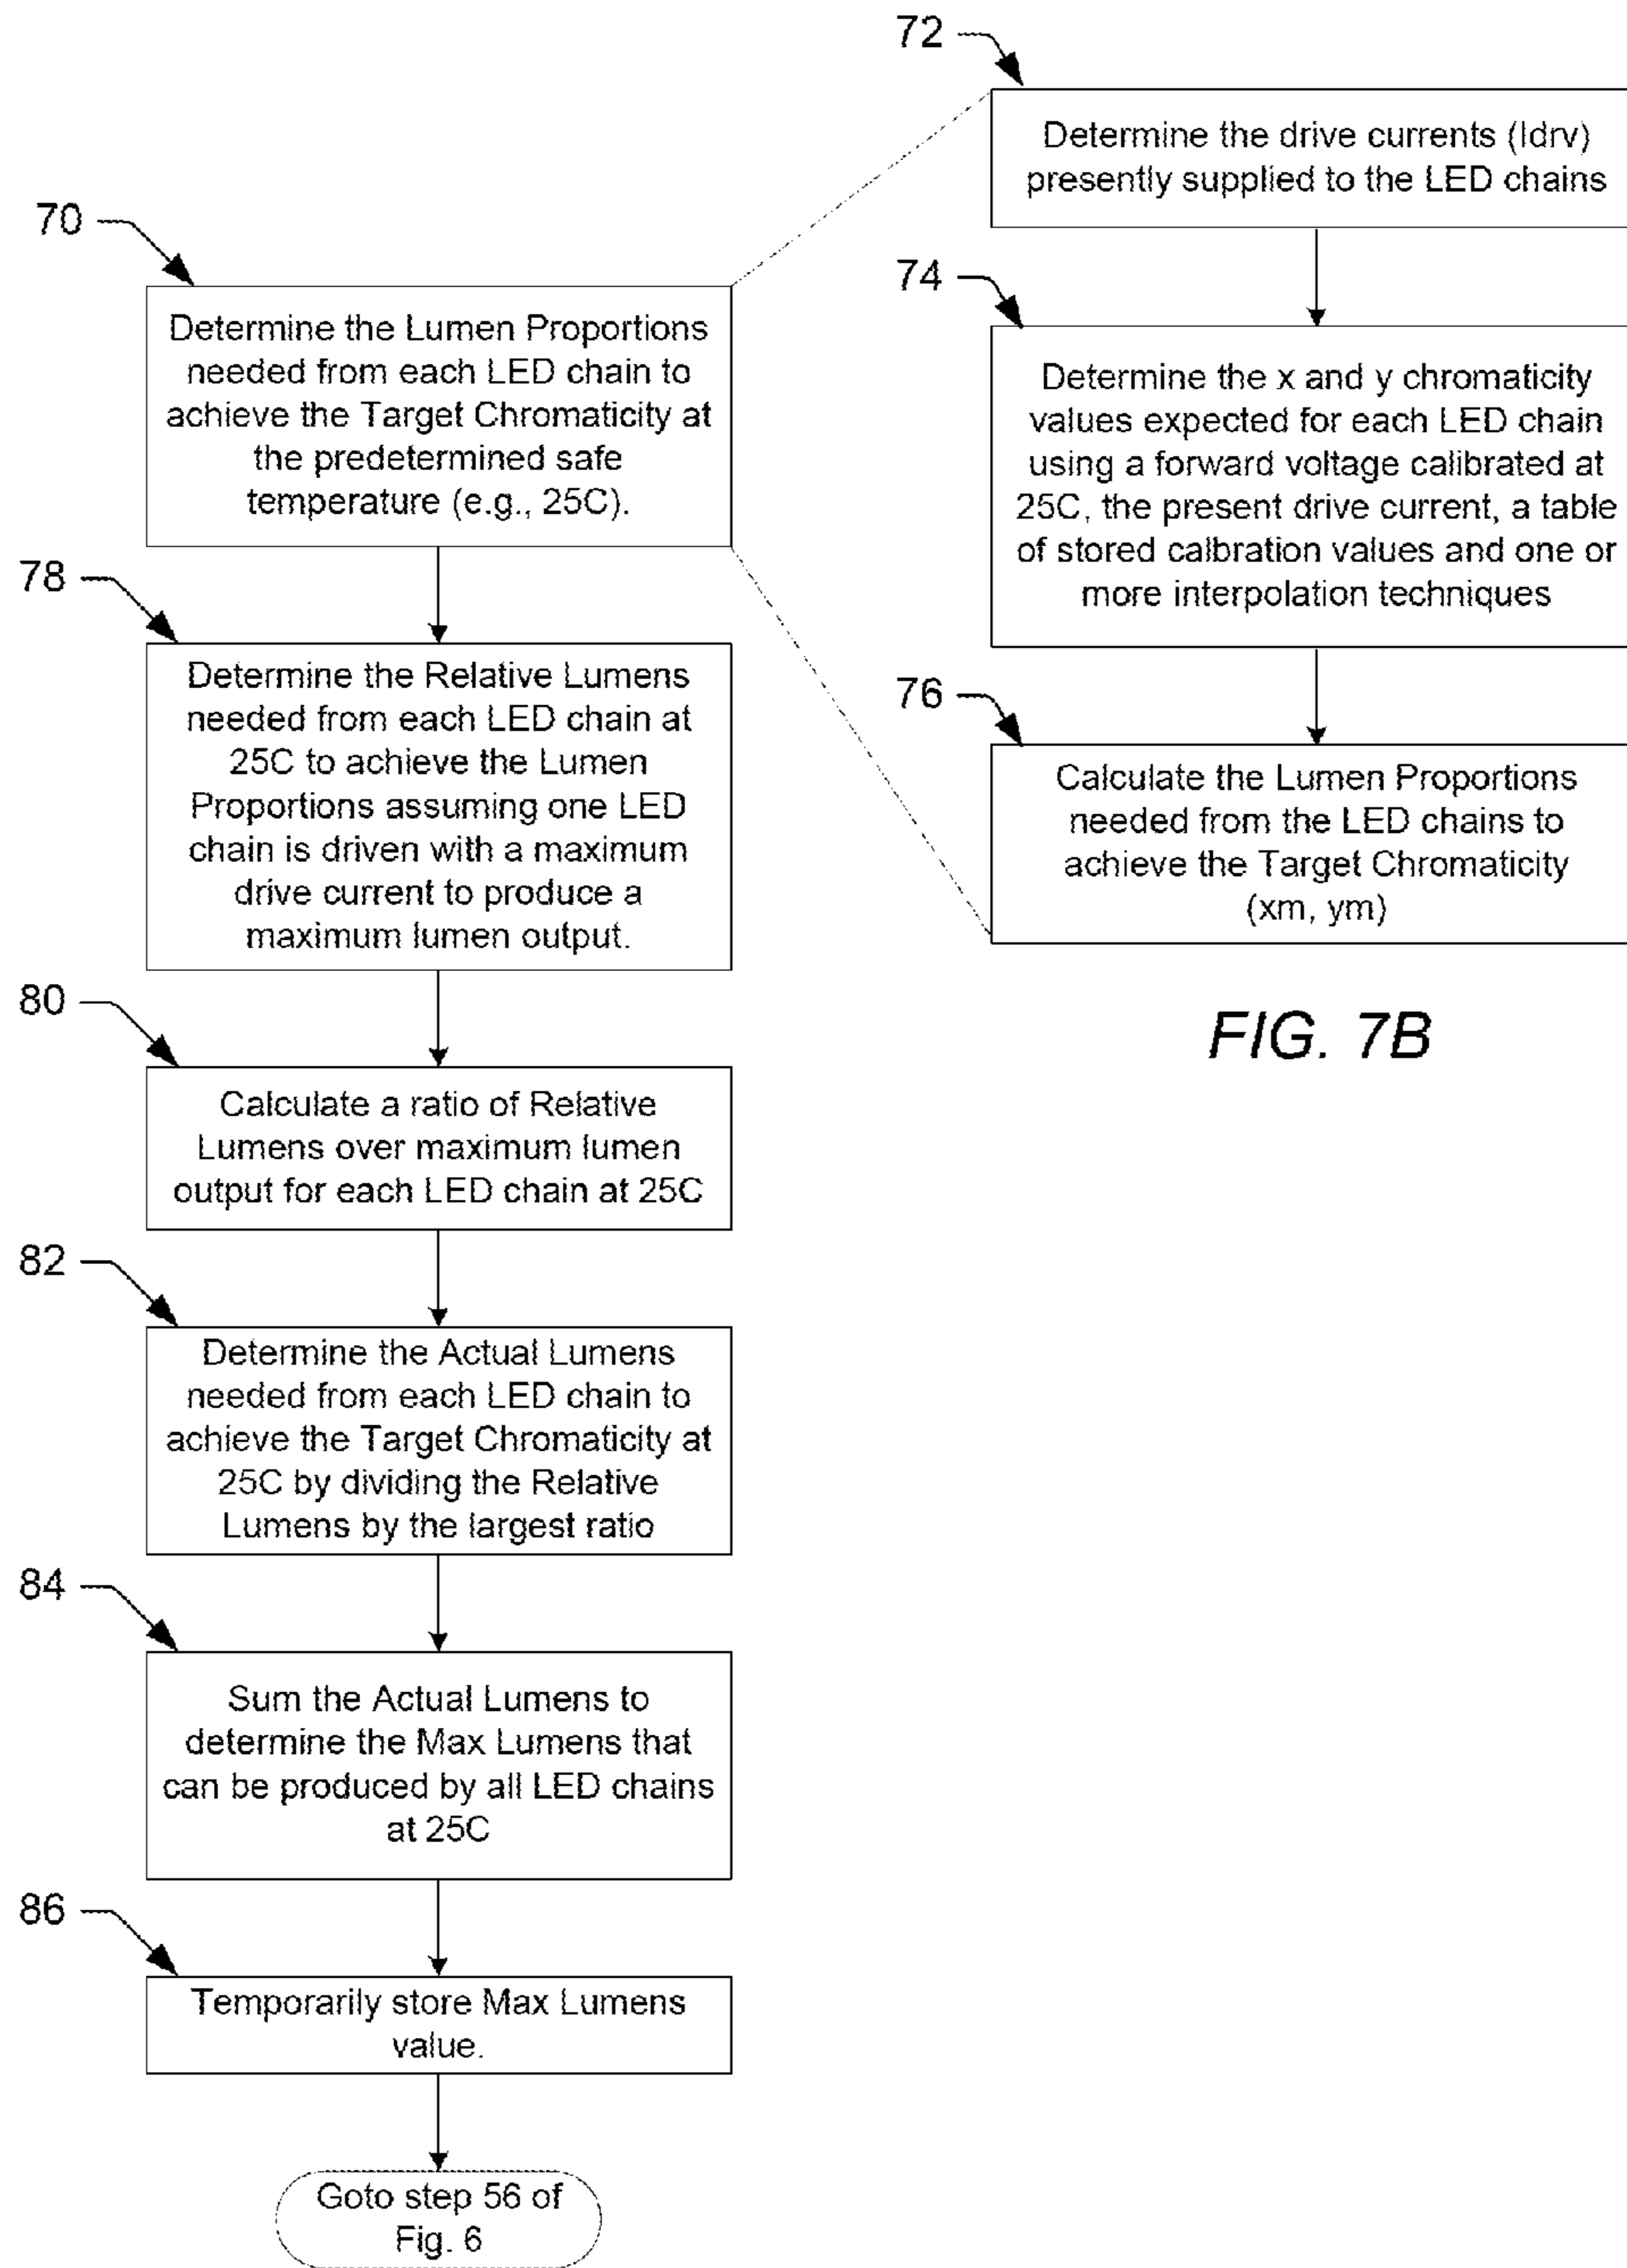 70
Determine the Lumen Proportions
needed from each LED chain to
achieve the Target Chromaticity at
the predetermined safe
temperature (e.g., 25C).
78
Determine the Relative Lumens
needed from each LED chain at
25C to achieve the Lumen
Proportions assuming one LED
chain is driven with a maximum
drive current to produce a
maximum lumen output.
80
Calculate a ratio of Relative
Lumens over maximum lumen
output for each LED chain at 25C
82
Determine the Actual Lumens
needed from each LED chain to
achieve the Target Chromaticity at
25C by dividing the Relative
Lumens by the largest ratio
84
Sum the Actual Lumens to
determine the Max Lumens that
can be produced by all LED chains
at 25C
86
Temporarily store Max Lumens
value.
Goto step 56 of
Fig. 6
72
Determine the drive currents (Idrv)
presently supplied to the LED chains
74
Determine the x and y chromaticity
values expected for each LED chain
using a forward voltage calibrated at
25C, the present drive current, a table
of stored calbration values and one or
more interpolation techniques
76
Calculate the Lumen Proportions
needed from the LED chains to
achieve the Target Chromaticity
(xm, ym)
FIG. 7B